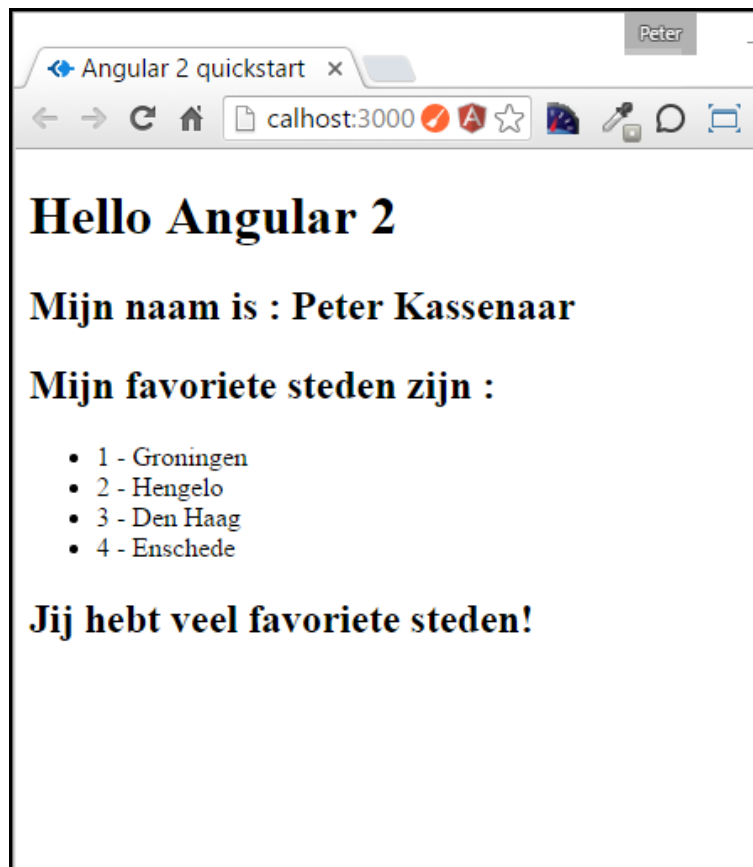 Peter
Angular 2 quickstart
calhost:3000
Hello Angular 2
Mijn naam is : Peter Kassenaar
Mijn favoriete steden zijn :
1 - Groningen
2 - Hengelo
3 - Den Haag
4 - Enschede
Jij hebt veel favoriete steden!